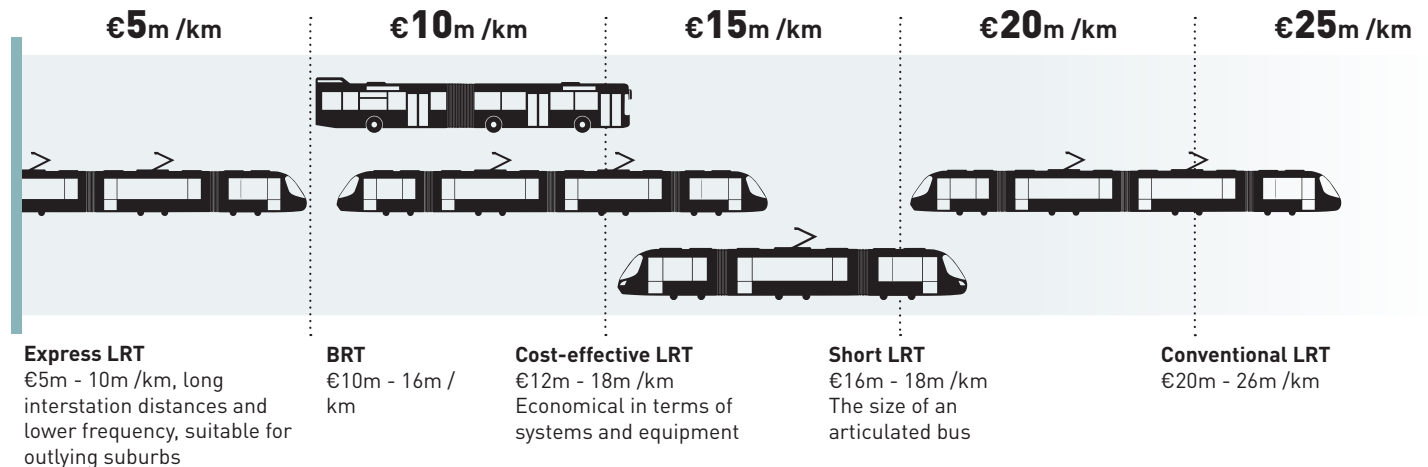 €5m /km
€10m /km
€15m /km
€20m /km
€25m /km
Express LRT
€5m - 10m /km, long
interstation distances and
lower frequency, suitable for
outlying suburbs
BRT
€10m - 16m /
km
Cost-effective LRT
€12m - 18m /km
Economical in terms of
systems and equipment
Short LRT
€16m - 18m /km
The size of an
articulated bus
Conventional LRT
€20m - 26m /km